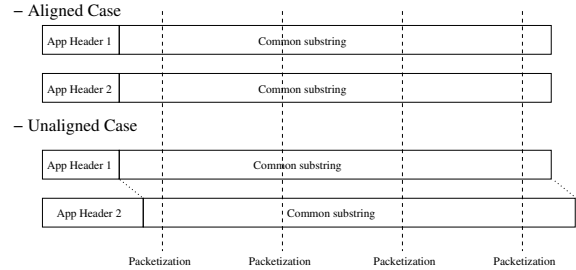 – Aligned Case
App Header 1 Common substring
App Header 2 Common substring
– Unaligned Case
App Header 1 Common substring
App Header 2 Common substring
Packetization Packetization Packetization Packetization